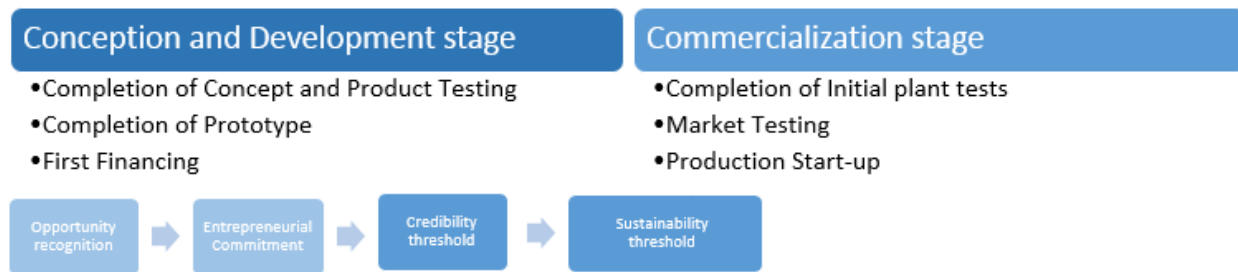 Conception and Development stage
•Completion of Concept and Product Testing
•Completion of Prototype
•First Financing
Commercialization stage
•Completion of Initial plant tests
•Market Testing
•Production Start-up
Opportunity
recognition
Entrepreneurial
Commitment
Credibility
threshold
Sustainability
threshold